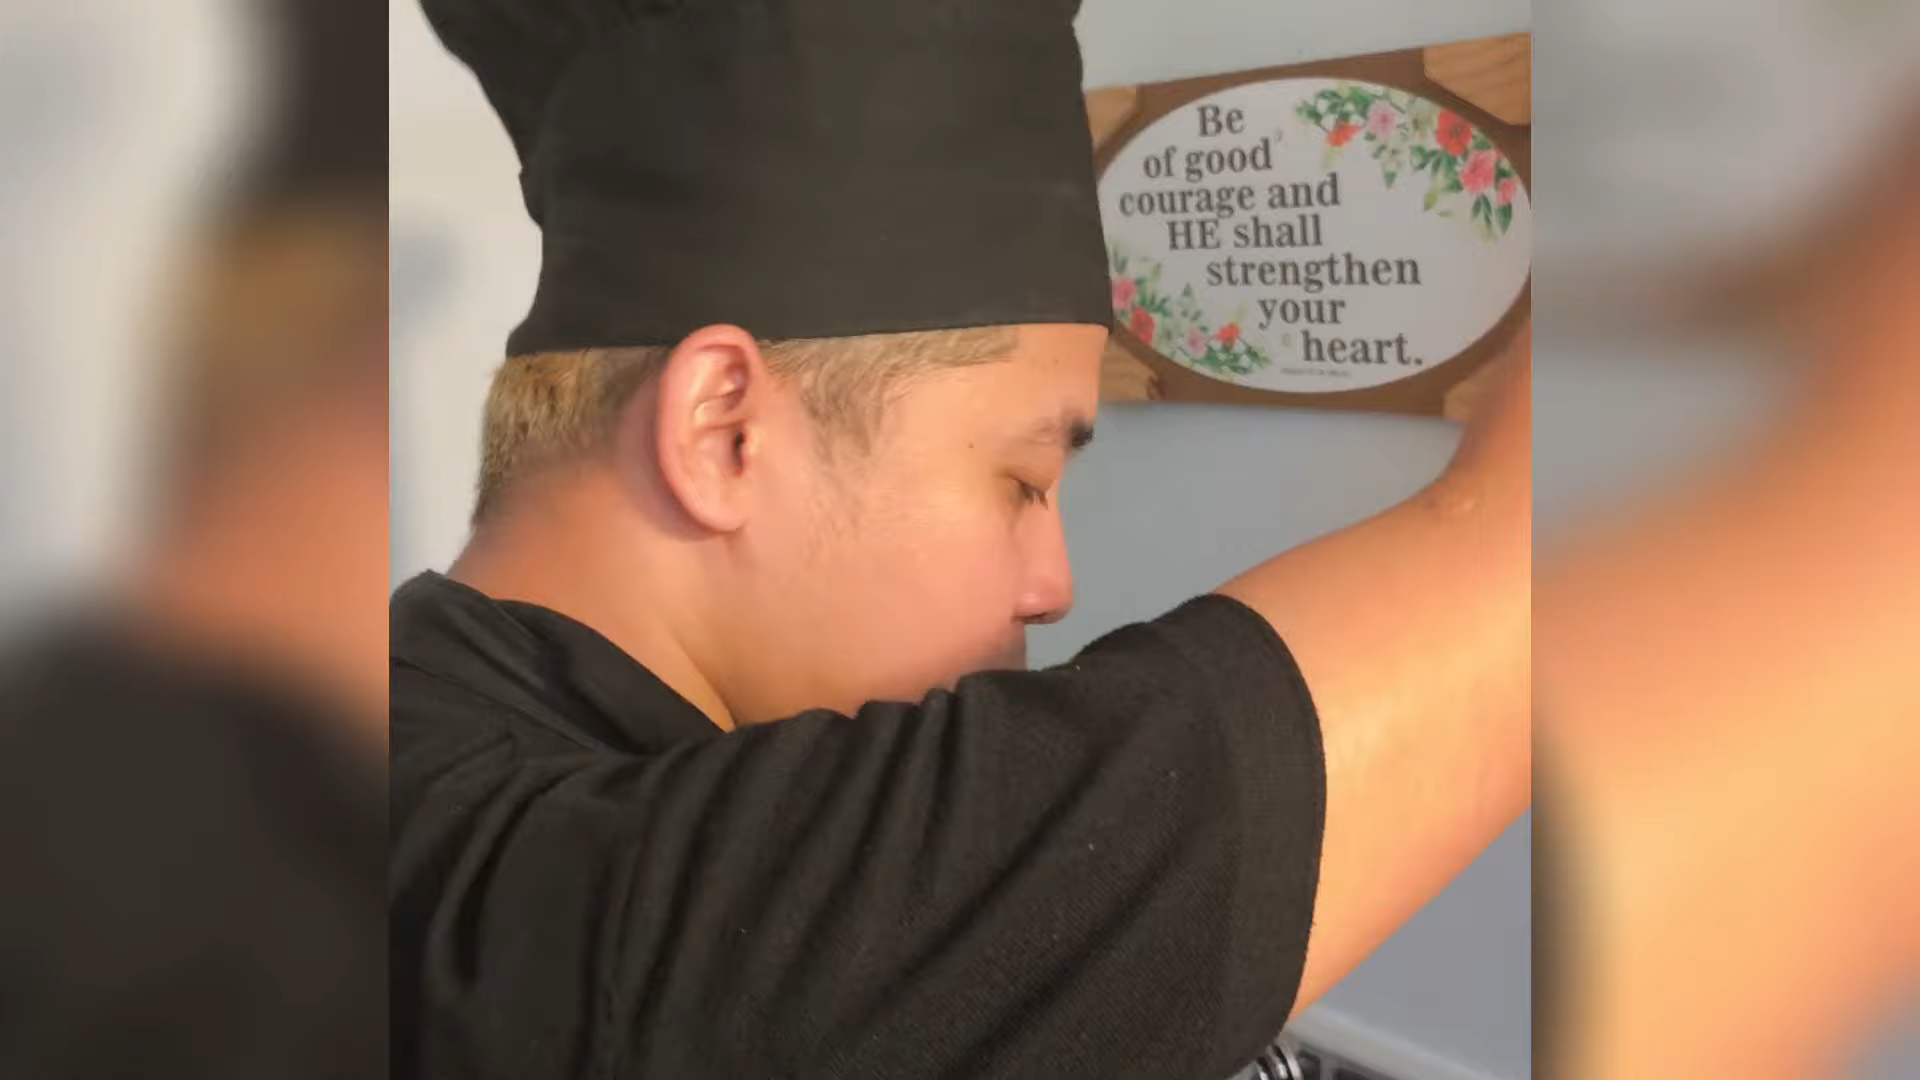 Be
of good
courage and
HE shall
strengthen
your
heart.